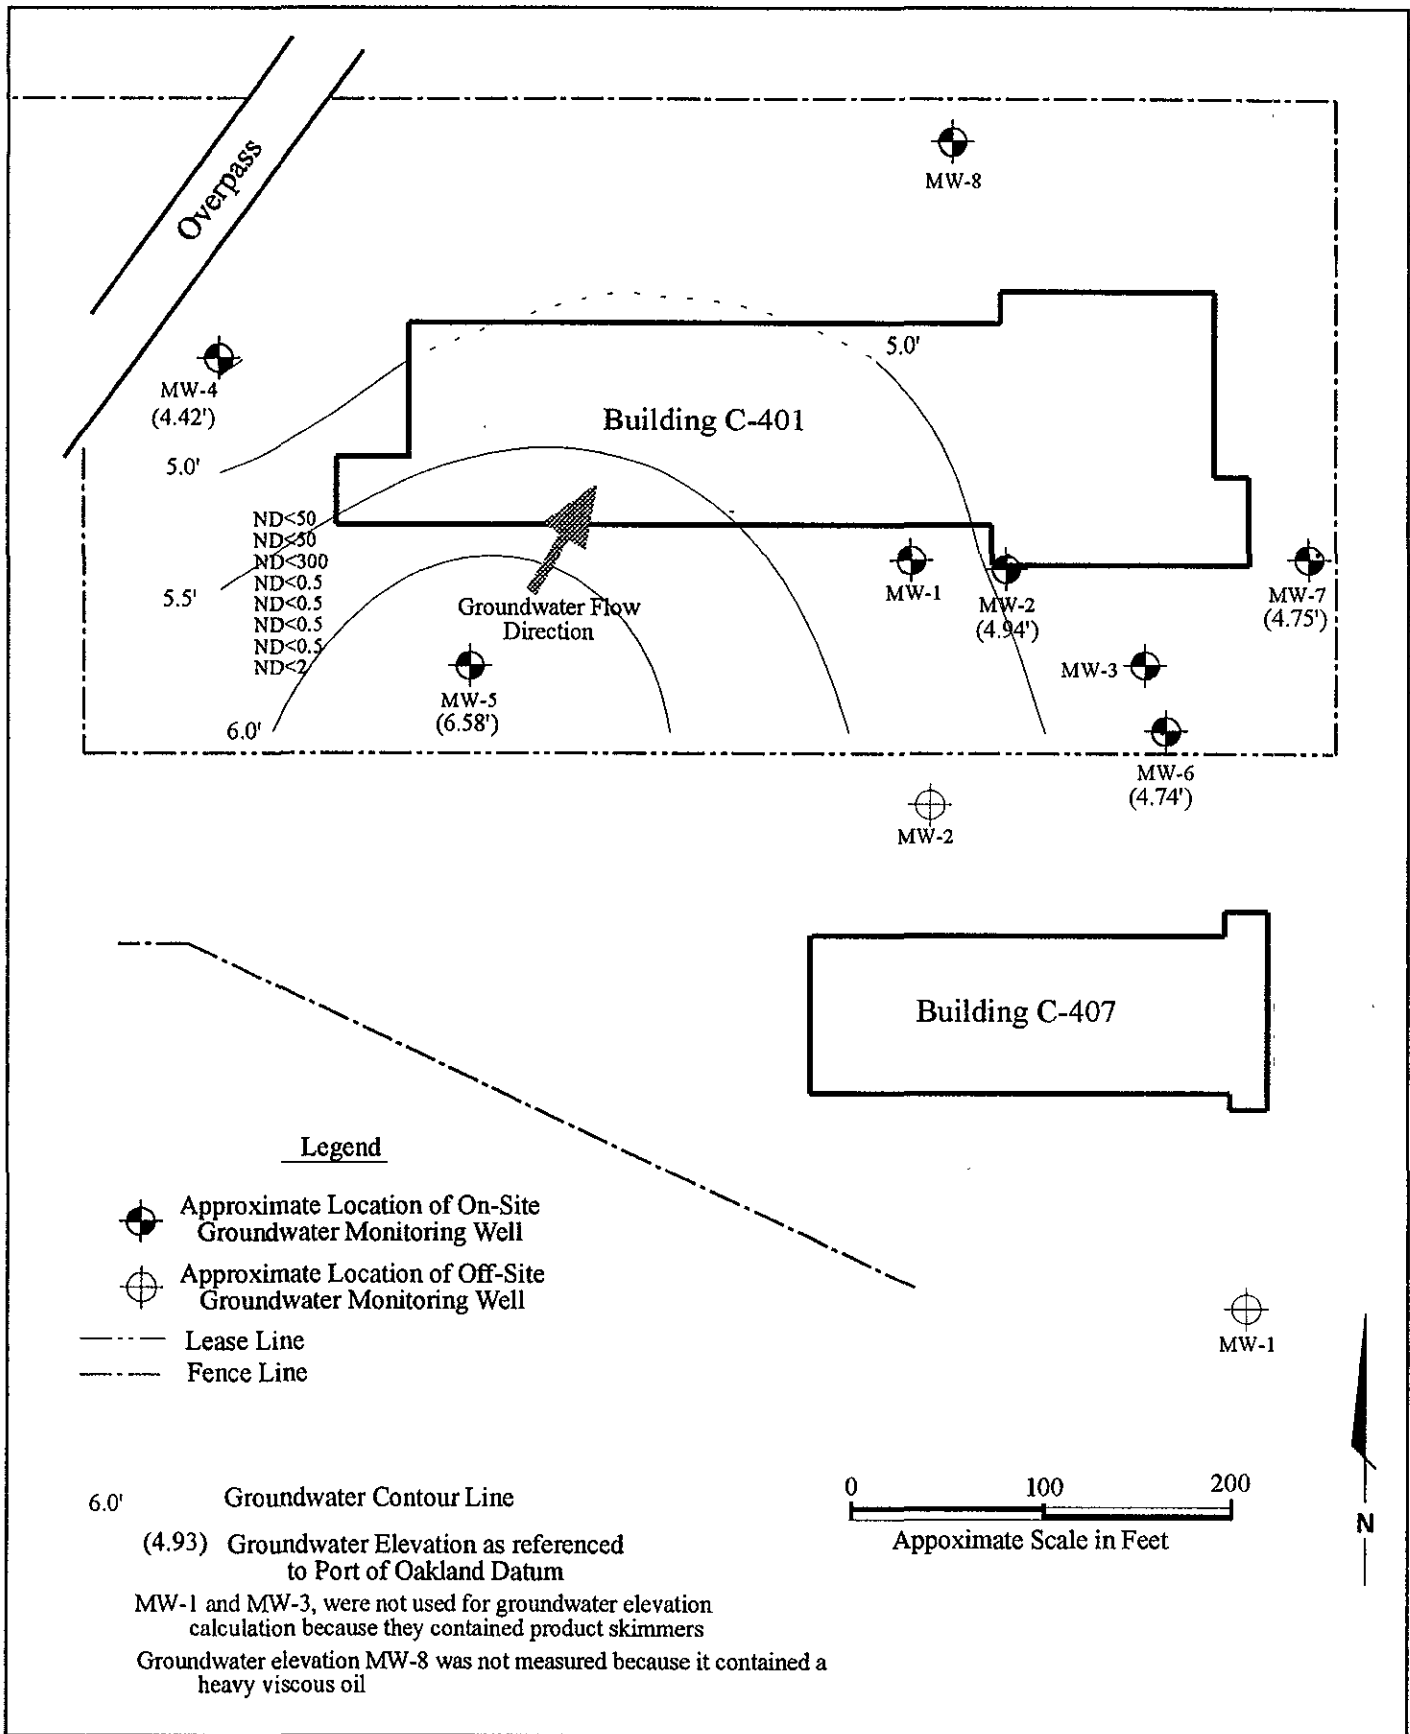 Overpass
MW-8
5.0'
MW-4
(4.42')
Building C-401
5.0'
ND<50
ND<50
ND<300
ND<0.5
ND<0.5
ND<0.5
ND<0.5
ND<2
5.5'
Groundwater Flow
Direction
MW-1
MW-2
(4.94')
MW-7
(4.75')
MW-3
MW-5
(6.58')
6.0'
MW-6
(4.74')
MW-2
Building C-407
Legend
Approximate Location of On-Site
Groundwater Monitoring Well
Approximate Location of Off-Site
Groundwater Monitoring Well
Lease Line
Fence Line
MW-1
6.0'
Groundwater Contour Line
(4.93) Groundwater Elevation as referenced
to Port of Oakland Datum
MW-1 and MW-3, were not used for groundwater elevation
calculation because they contained product skimmers
Groundwater elevation MW-8 was not measured because it contained a
heavy viscous oil
0 100 200
Appoximate Scale in Feet
N